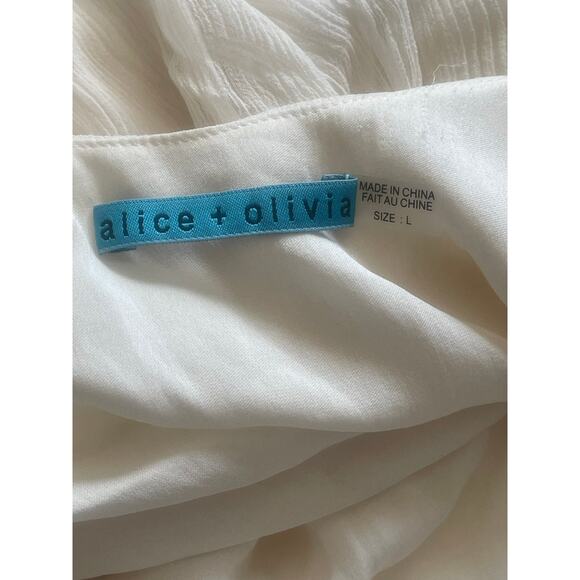 alice + olivia
MADE IN CHINA
FAIT AU CHINE
SIZE : L